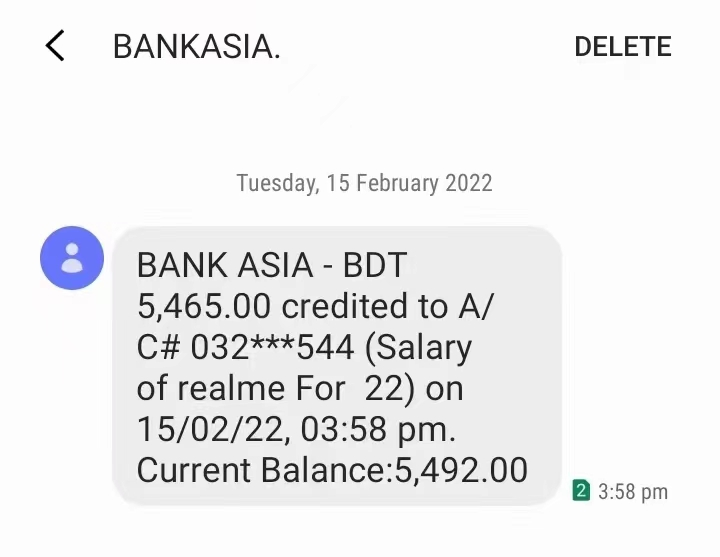 BANKASIA.
DELETE
Tuesday, 15 February 2022
BANK ASIA - BDT
5,465.00 credited to A/
C# 032***544 (Salary
of realme For  22) on
15/02/22, 03:58 pm.
Current Balance:5,492.00
2 3:58 pm